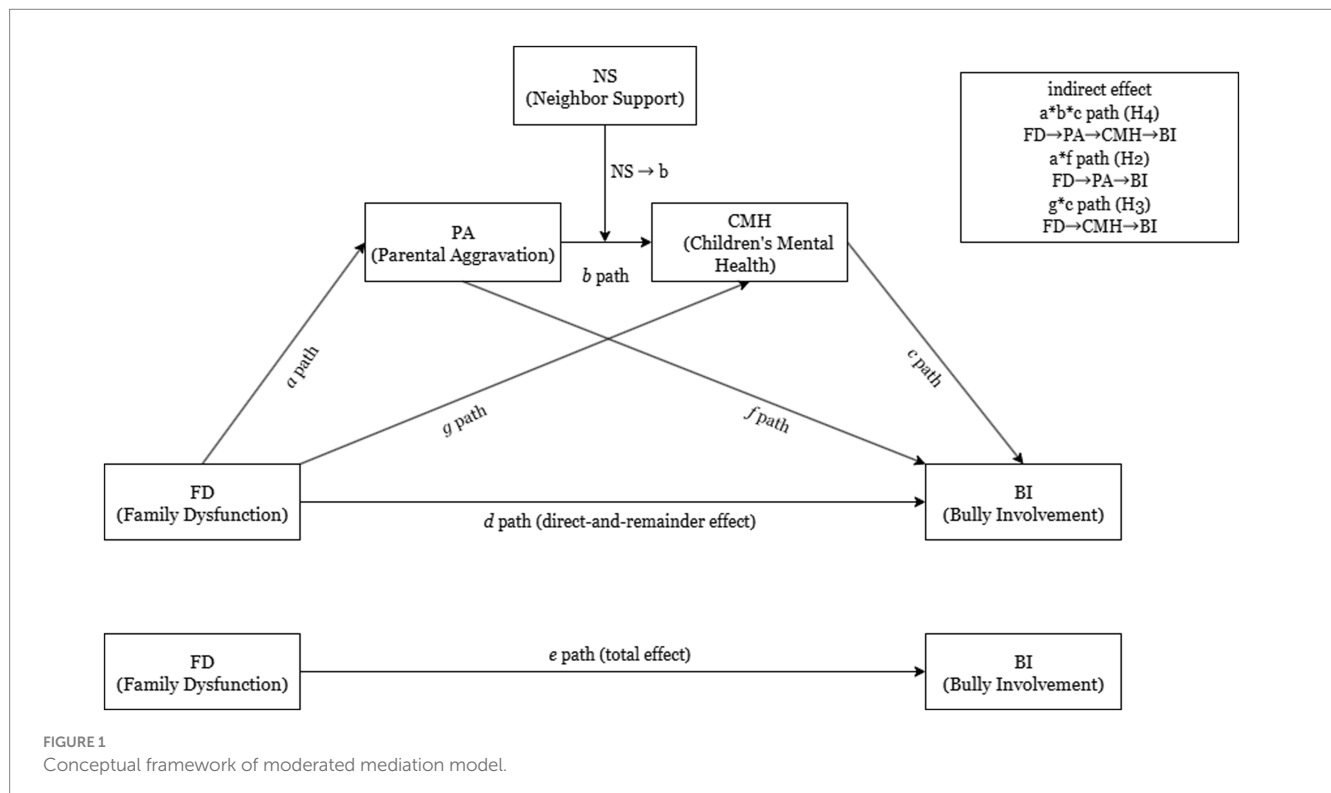 NS
(Neighbor Support)
indirect effect
a*b*c path (H4)
FD→PA→CMH→BI
a*f path (H2)
FD→PA→BI
g*c path (H3)
FD→CMH→BI
NS → b
PA
(Parental Aggravation)
CMH
(Children's Mental
Health)
b path
a path
g path
f path
c path
FD
(Family Dysfunction)
BI
(Bully Involvement)
d path (direct-and-remainder effect)
FD
(Family Dysfunction)
e path (total effect)
BI
(Bully Involvement)
FIGURE 1
Conceptual framework of moderated mediation model.